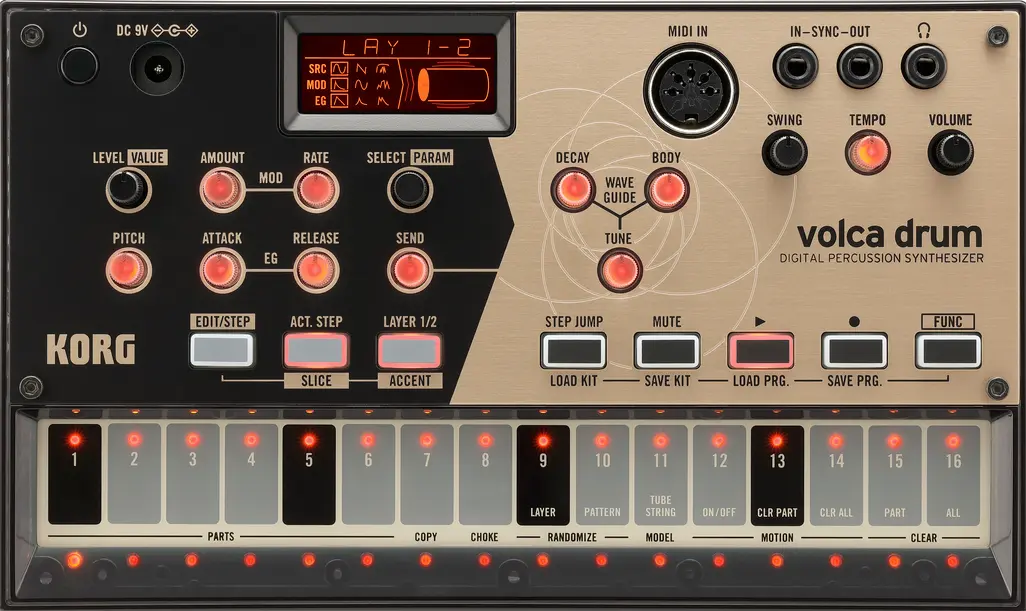 DC 9V
LAY 1-2
SRC
MOD
EG
MIDI IN
IN-SYNC-OUT
SWING
TEMPO
VOLUME
LEVEL VALUE
AMOUNT
MOD
RATE
SELECT PARAM
DECAY
BODY
WAVE
GUIDE
TUNE
PITCH
ATTACK
EG
RELEASE
SEND
volca drum
DIGITAL PERCUSSION SYNTHESIZER
KORG
EDIT/STEP
ACT. STEP
LAYER 1/2
STEP JUMP
MUTE
FUNC
SLICE
ACCENT
LOAD KIT
SAVE KIT
LOAD PRG.
SAVE PRG.
1 2 3 4 5 6 7 8 9 10 11 12 13 14 15 16
LAYER
PATTERN
TUBE
STRING
ON/OFF
CLR PART
CLR ALL
PART
ALL
PARTS
COPY
CHOKE
RANDOMIZE
MODEL
MOTION
CLEAR